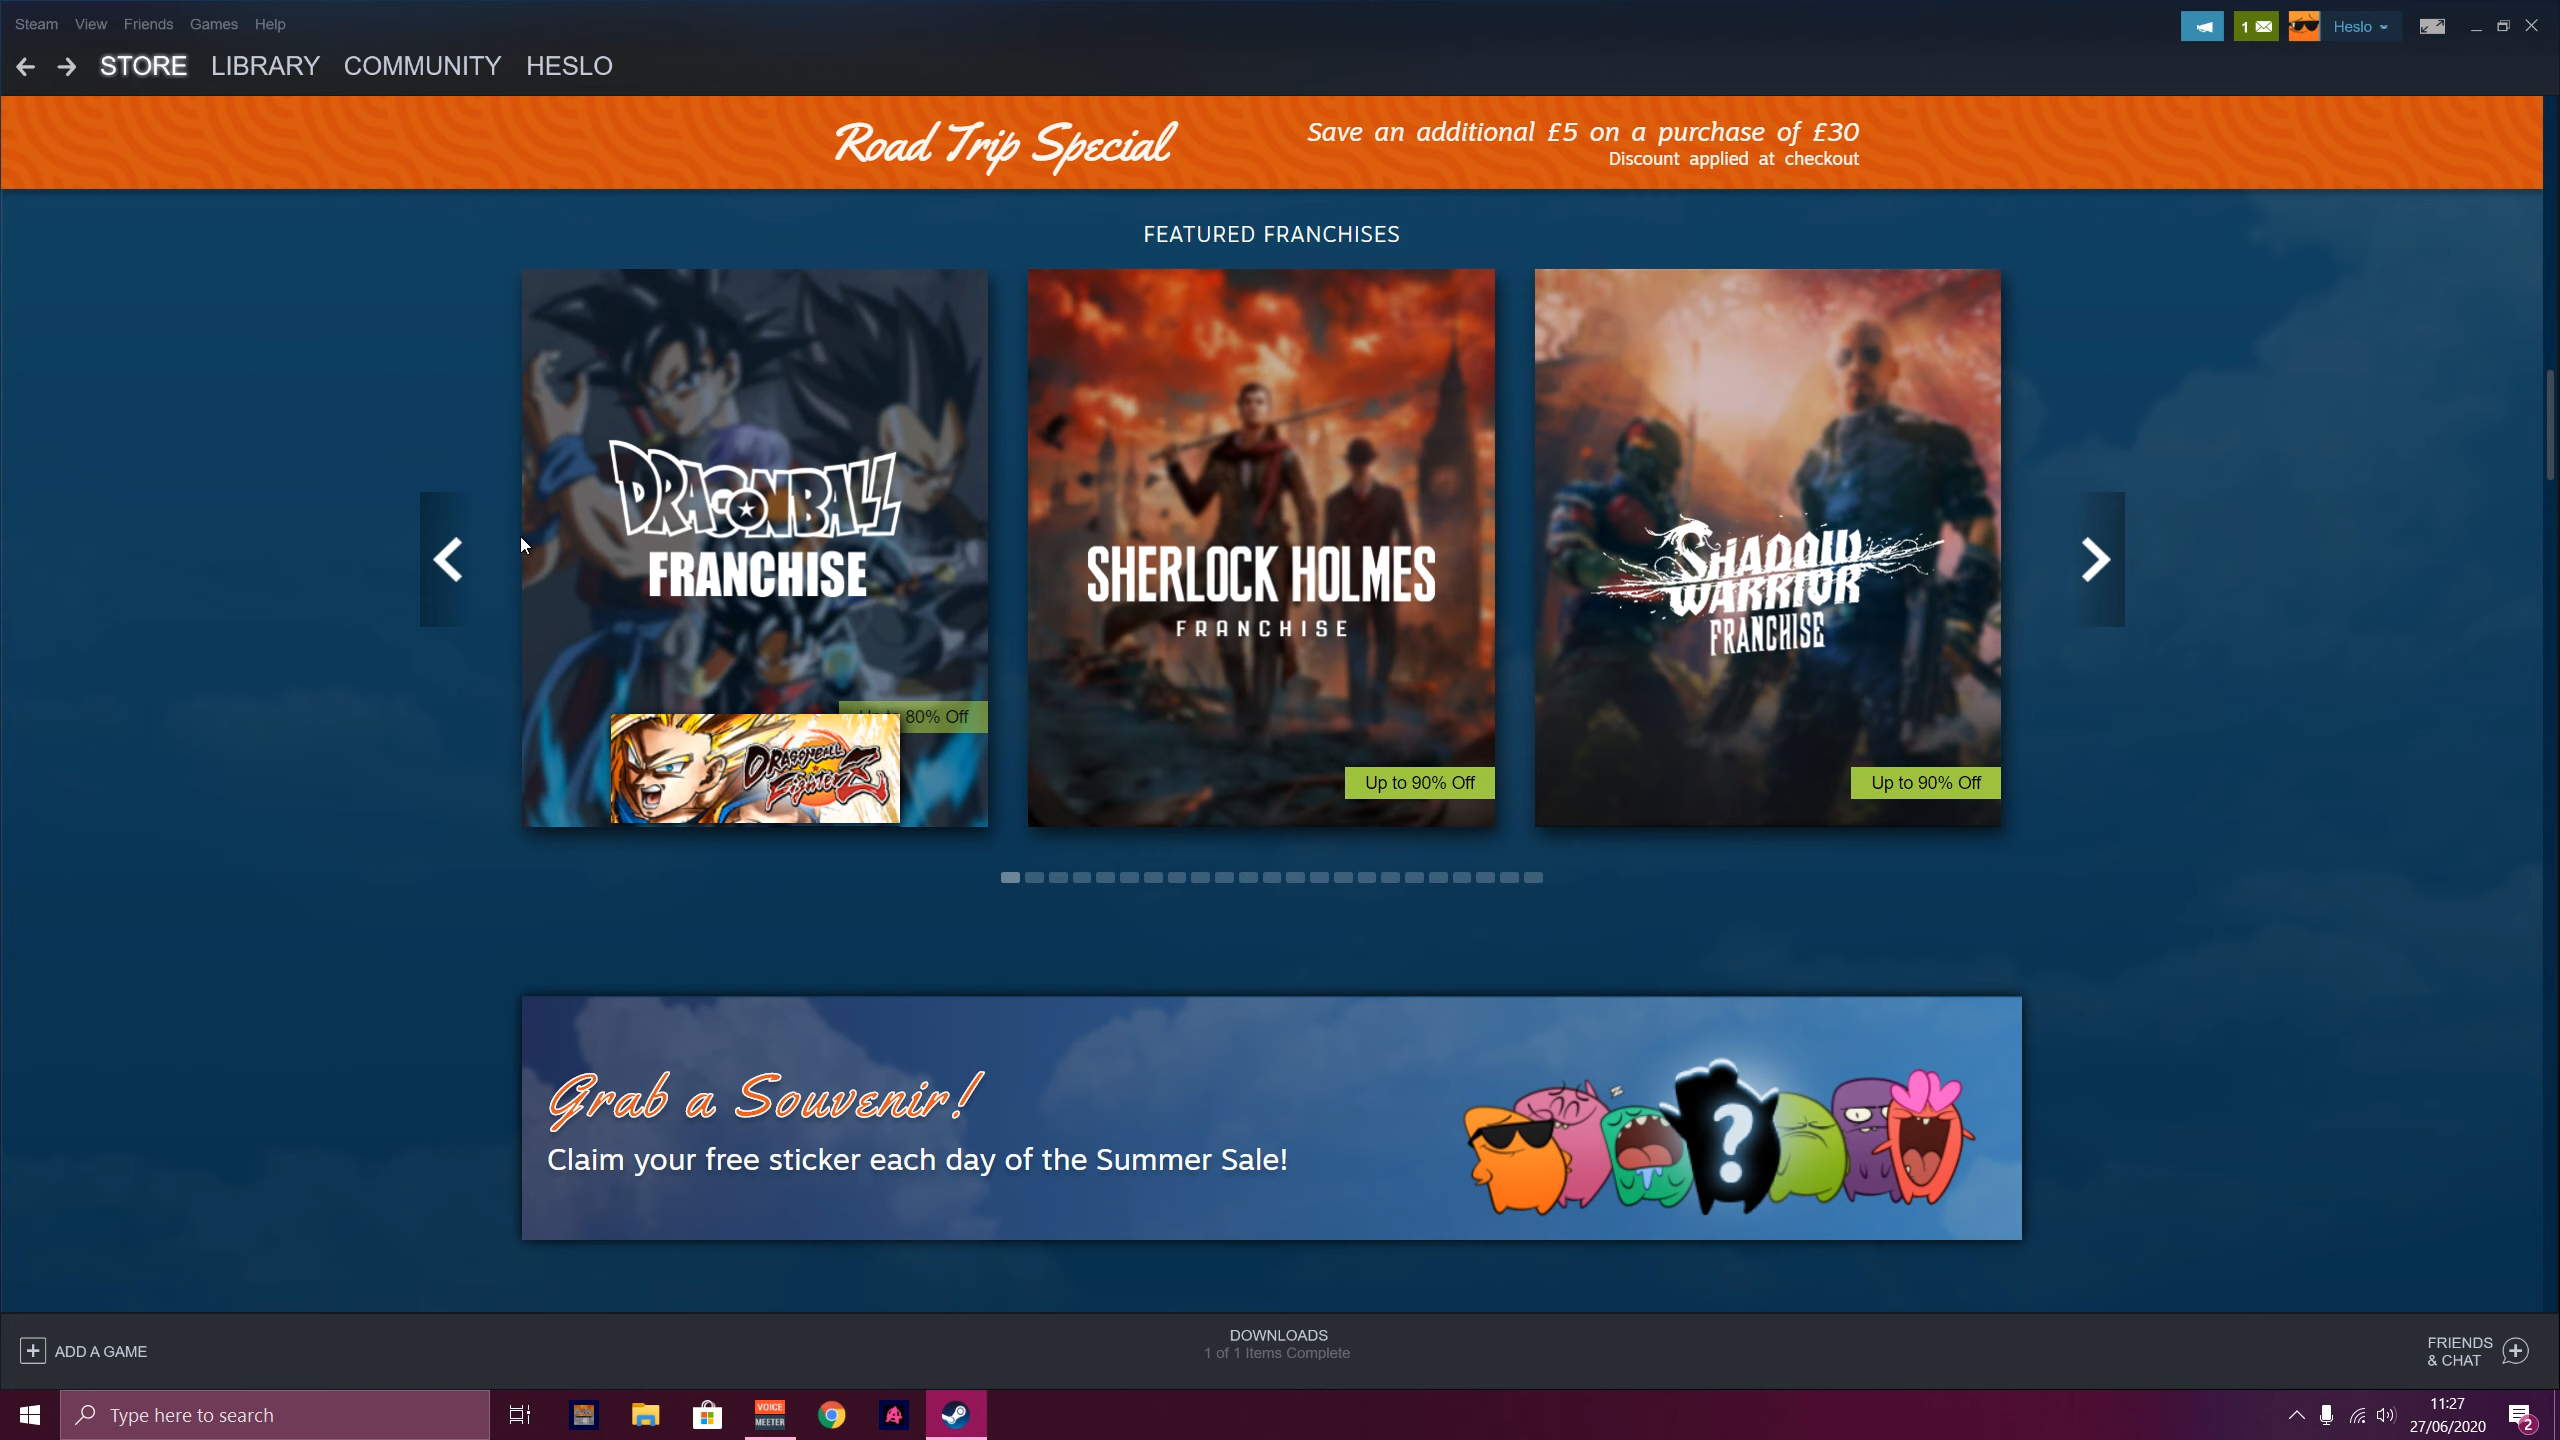 Steam View Friends Games Help
1
Heslo
STORE LIBRARY COMMUNITY HESLO
Road Trip Special
Save an additional £5 on a purchase of £30
Discount applied at checkout
FEATURED FRANCHISES
DRAGONBALL
FRANCHISE
80% Off
DRAGONBALL
FighterZ
SHERLOCK HOLMES
FRANCHISE
Up to 90% Off
SHADOW
WARRIOR
FRANCHISE
Up to 90% Off
Grab a Souvenir!
Claim your free sticker each day of the Summer Sale!
?
z
ADD A GAME
DOWNLOADS
1 of 1 Items Complete
FRIENDS
& CHAT
Type here to search
VOICE
MEETER
11:27
27/06/2020
2